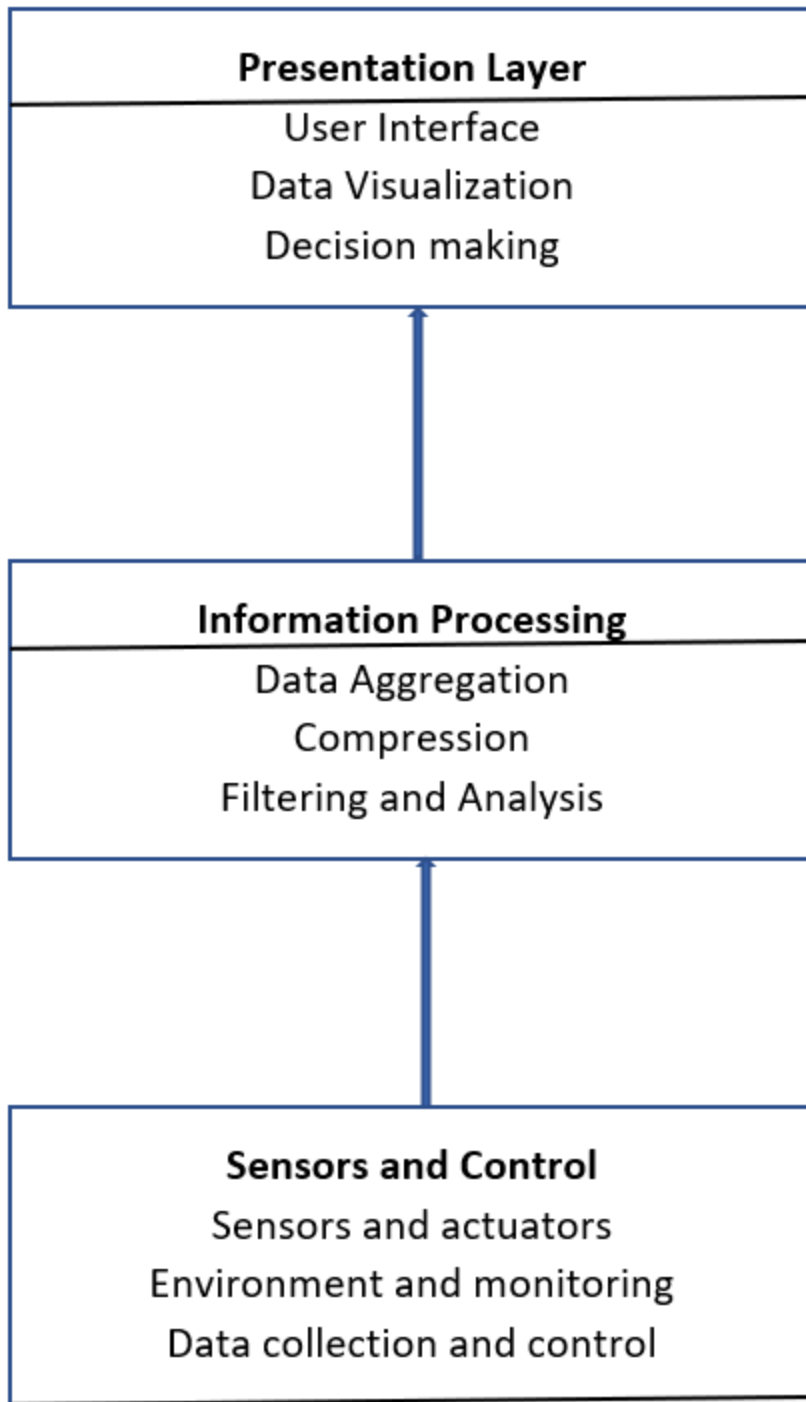 Presentation Layer
User Interface
Data Visualization
Decision making
Information Processing
Data Aggregation
Compression
Filtering and Analysis
Sensors and Control
Sensors and actuators
Environment and monitoring
Data collection and control